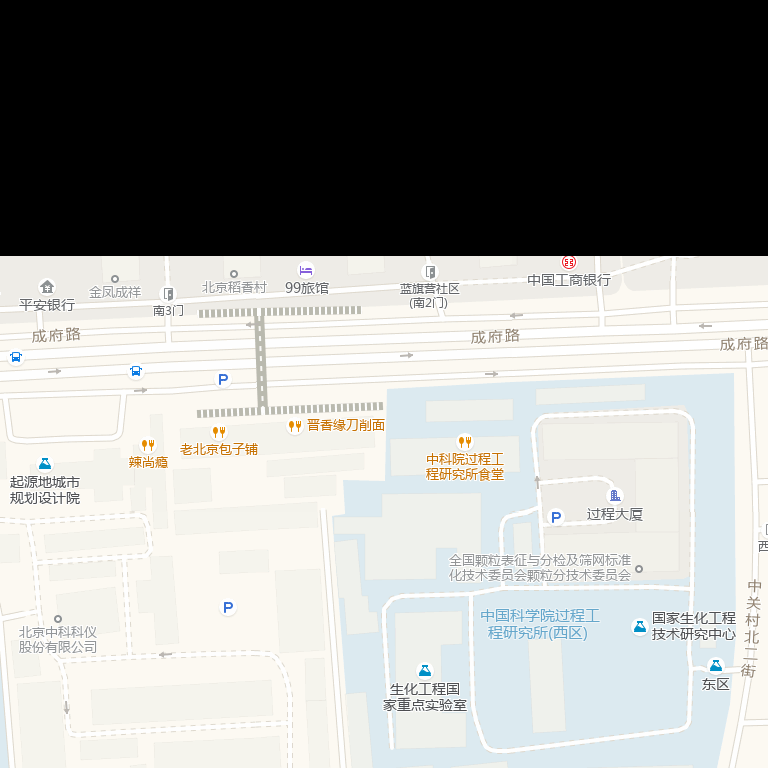 中国工商银行
99旅馆
蓝旗营社区
(南2门)
北京稻香村
金凤成祥
平安银行
南3门
成府路
成府路
成府路
P
晋香缘刀削面
老北京包子铺
辣尚瘾
中科院过程工
程研究所食堂
起源地城市
规划设计院
过程大厦
P
西
全国颗粒表征与分检及筛网标准
化技术委员会颗粒分技术委员会
P
中国科学院过程工
程研究所(西区)
国家生化工程
技术研究中心
北京中科科仪
股份有限公司
中关村北二街
东区
生化工程国
家重点实验室